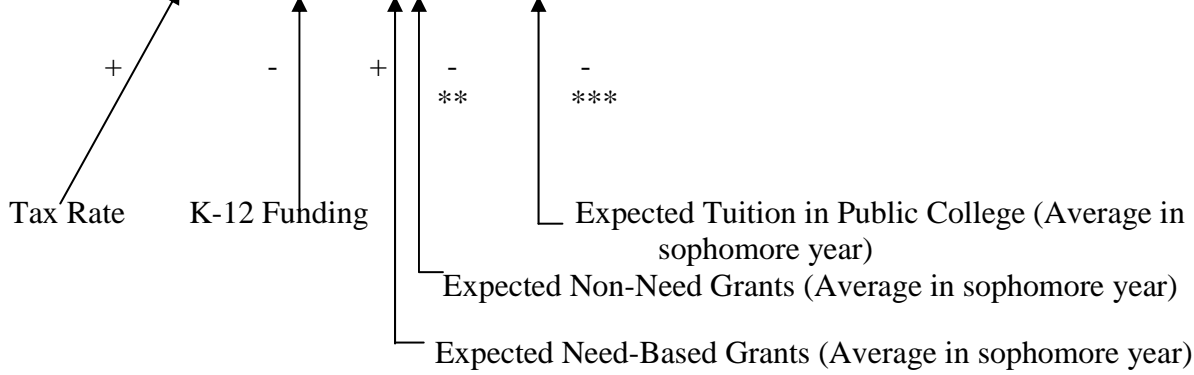 + - + - -
** ***
Tax Rate K-12 Funding Expected Tuition in Public College (Average in
sophomore year)
Expected Non-Need Grants (Average in sophomore year)
Expected Need-Based Grants (Average in sophomore year)